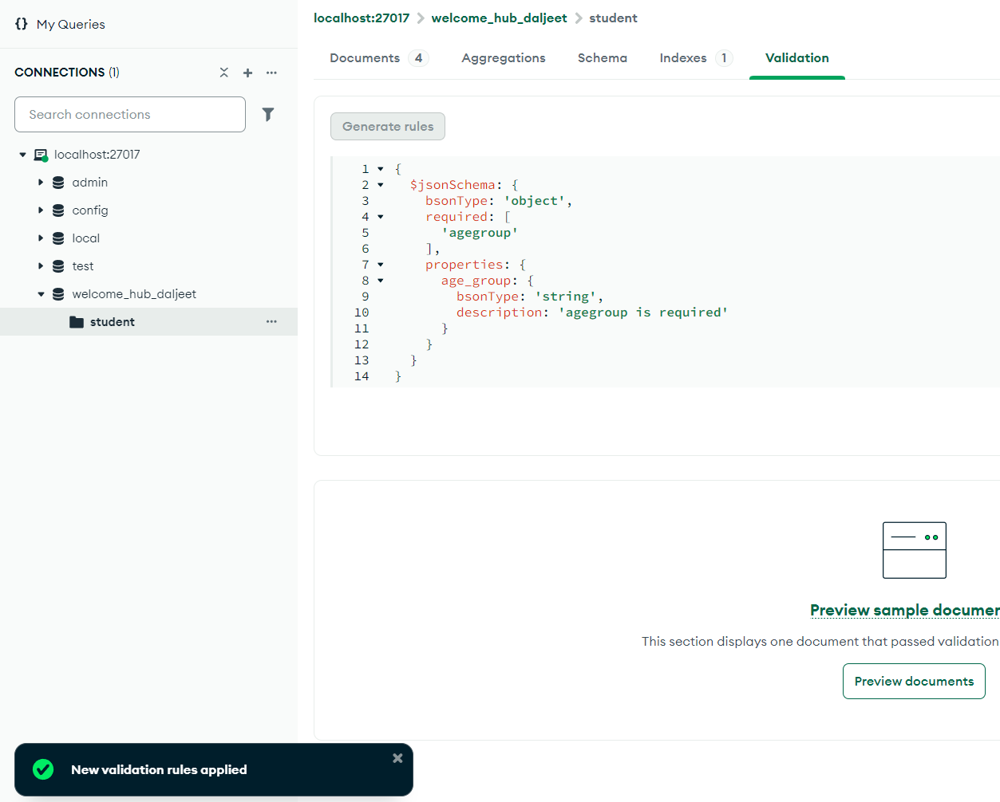 {} My Queries
CONNECTIONS (1)
Search connections
localhost:27017
admin
config
local
test
welcome_hub_daljeet
student
localhost:27017 > welcome_hub_daljeet > student
Documents 4 Aggregations Schema Indexes 1 Validation
Generate rules
1 {
2 $jsonSchema: {
3 bsonType: 'object',
4 required: [
5 'agegroup'
6 ],
7 properties: {
8 age_group: {
9 bsonType: 'string',
10 description: 'agegroup is required'
11 }
12 }
13 }
14 }
Preview sample documen
This section displays one document that passed validation
Preview documents
New validation rules applied